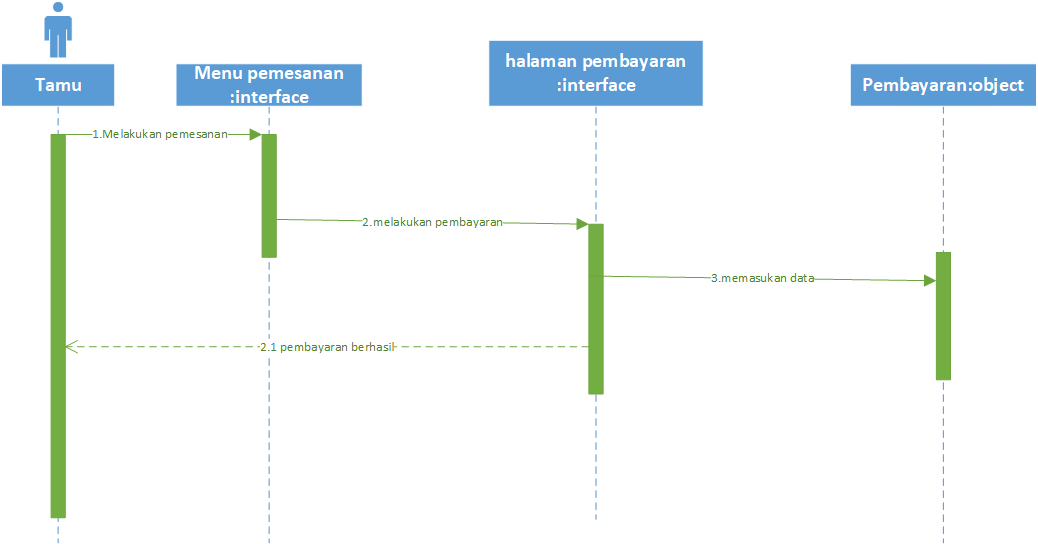 Tamu
Menu pemesanan
:interface
halaman pembayaran
:interface
Pembayaran:object
1.Melakukan pemesanan
2.melakukan pembayaran
3.memasukan data
2.1 pembayaran berhasil